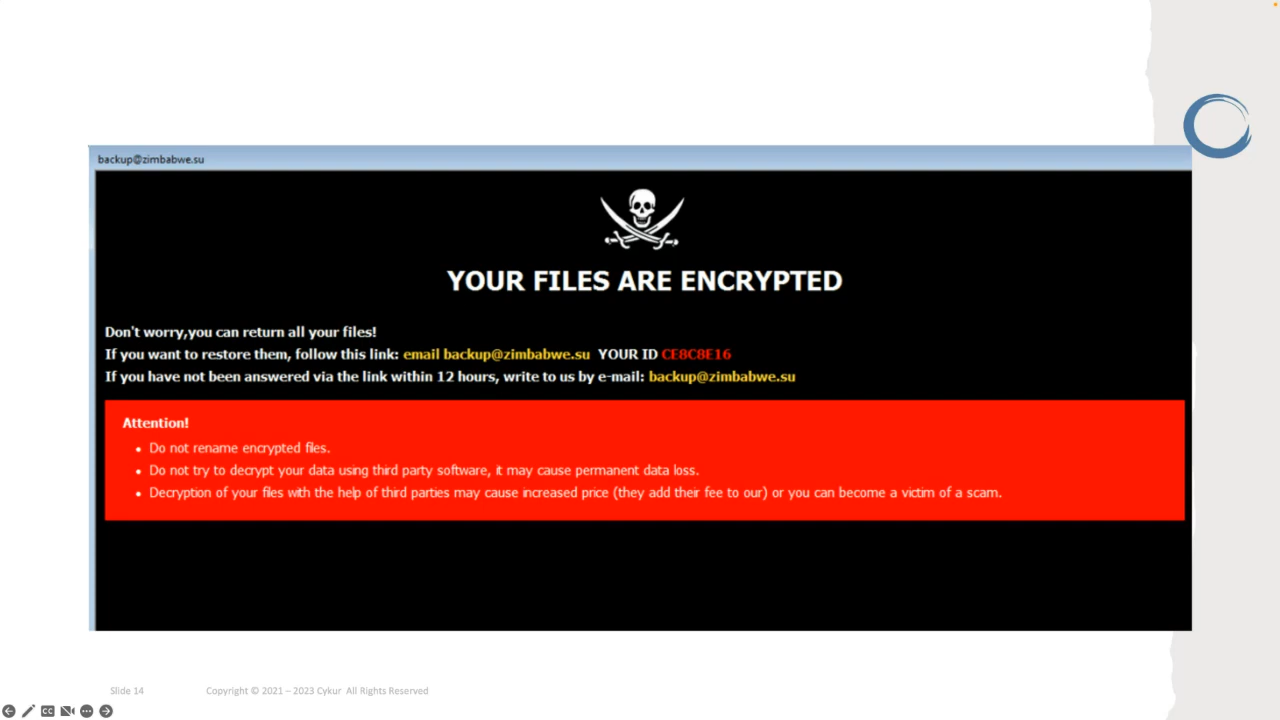 backup@zimbabwe.su
YOUR FILES ARE ENCRYPTED
Don't worry,you can return all your files!
If you want to restore them, follow this link: email backup@zimbabwe.su YOUR ID CE8C8E16
If you have not been answered via the link within 12 hours, write to us by e-mail: backup@zimbabwe.su
Attention!
• Do not rename encrypted files.
• Do not try to decrypt your data using third party software, it may cause permanent data loss.
• Decryption of your files with the help of third parties may cause increased price (they add their fee to our) or you can become a victim of a scam.
Slide 14 Copyright © 2021 – 2023 Cykur All Rights Reserved
CC